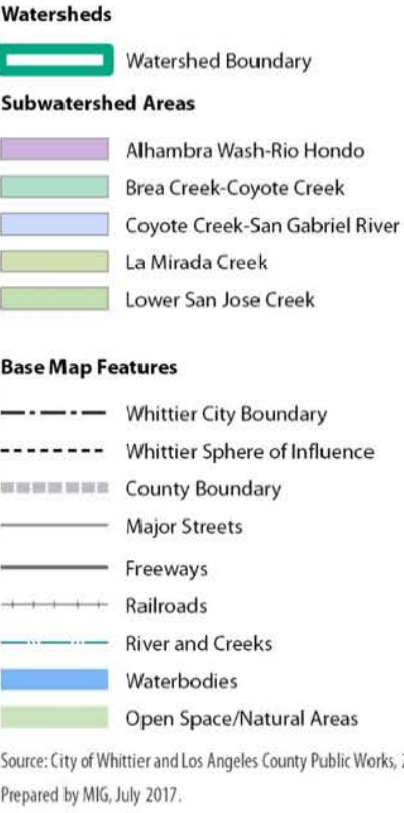 Watersheds
Watershed Boundary
Subwatershed Areas
Alhambra Wash-Rio Hondo
Brea Creek-Coyote Creek
Coyote Creek-San Gabriel River
La Mirada Creek
Lower San Jose Creek
Base Map Features
Whittier City Boundary
Whittier Sphere of Influence
County Boundary
Major Streets
Freeways
Railroads
River and Creeks
Waterbodies
Open Space/Natural Areas
Source: City of Whittier and Los Angeles County Public Works,
Prepared by MIG, July 2017.